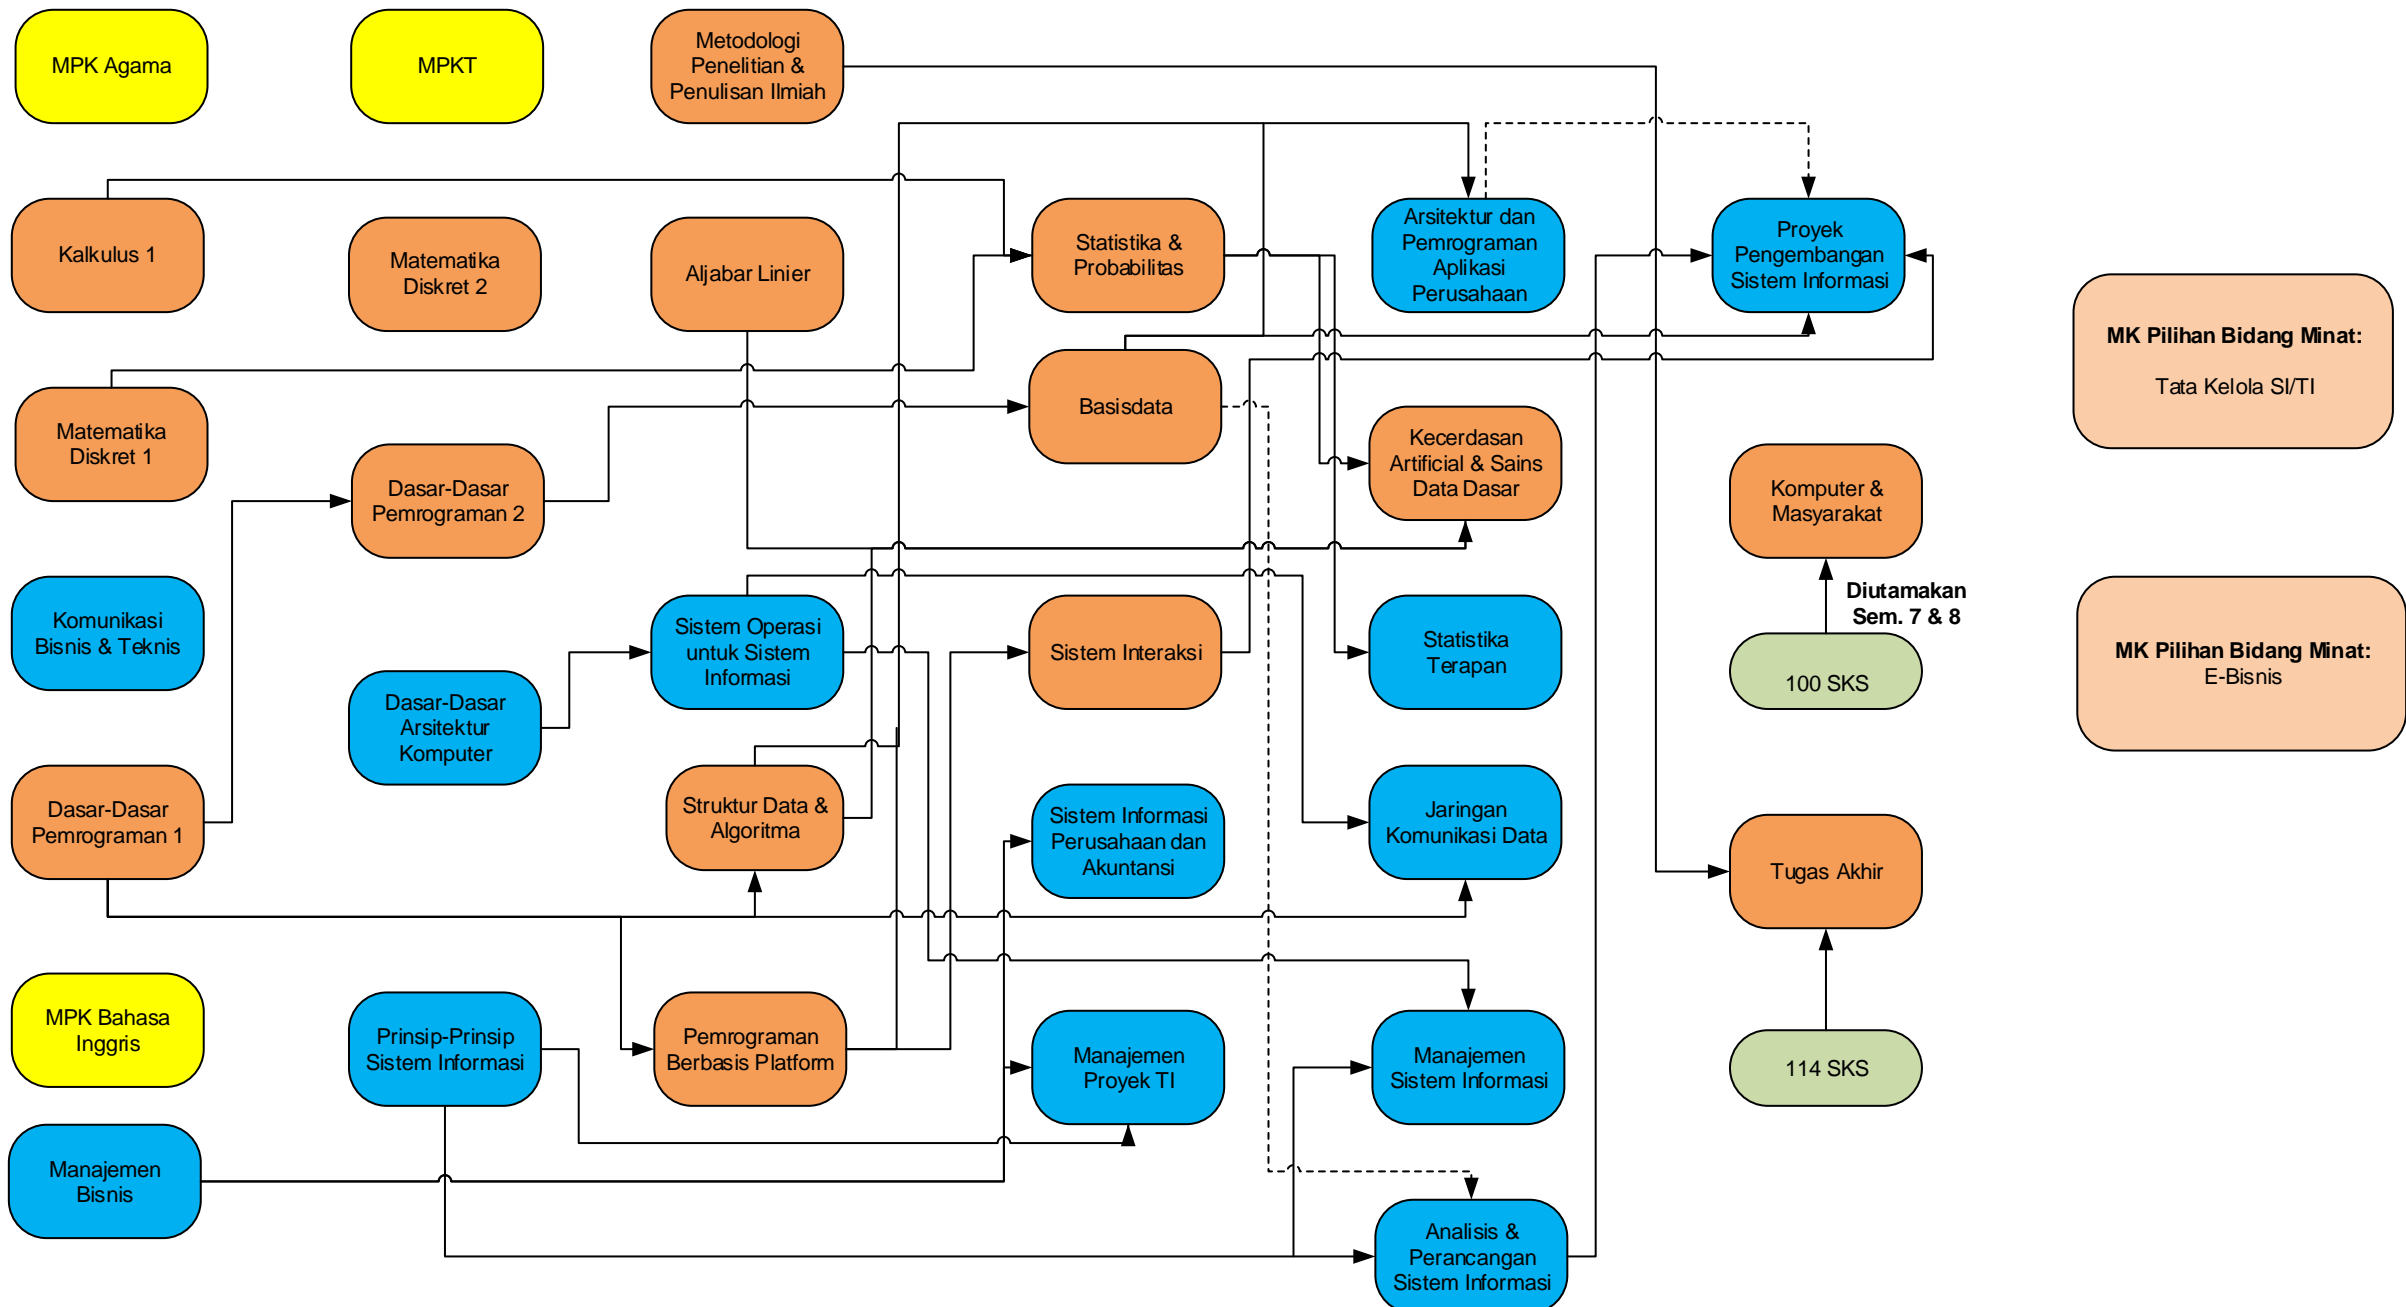 MPK Agama
MPKT
Metodologi
Penelitian &
Penulisan Ilmiah
Kalkulus 1
Matematika
Diskret 2
Aljabar Linier
Statistika &
Probabilitas
Arsitektur dan
Pemrograman
Aplikasi
Perusahaan
Proyek
Pengembangan
Sistem Informasi
MK Pilihan Bidang Minat:
Tata Kelola SI/TI
Matematika
Diskret 1
Dasar-Dasar
Pemrograman 2
Basisdata
Kecerdasan
Artificial & Sains
Data Dasar
Komputer &
Masyarakat
Diutamakan
Sem. 7 & 8
100 SKS
Komunikasi
Bisnis & Teknis
Dasar-Dasar
Arsitektur
Komputer
Sistem Operasi
untuk Sistem
Informasi
Sistem Interaksi
Statistika
Terapan
MK Pilihan Bidang Minat:
E-Bisnis
Dasar-Dasar
Pemrograman 1
Struktur Data &
Algoritma
Sistem Informasi
Perusahaan dan
Akuntansi
Jaringan
Komunikasi Data
Tugas Akhir
MPK Bahasa
Inggris
Prinsip-Prinsip
Sistem Informasi
Pemrograman
Berbasis Platform
Manajemen
Proyek TI
Manajemen
Sistem Informasi
114 SKS
Manajemen
Bisnis
Analisis &
Perancangan
Sistem Informasi